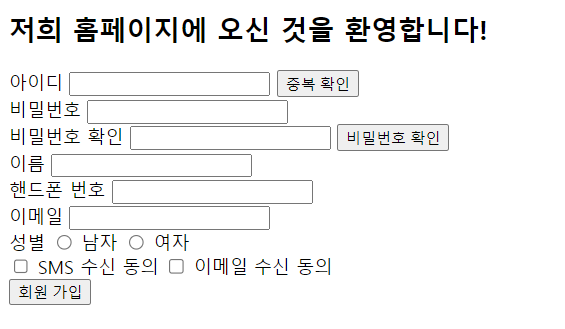 저희 홈페이지에 오신 것을 환영합니다!
아이디 중복 확인
비밀번호
비밀번호 확인 비밀번호 확인
이름
핸드폰 번호
이메일
성별 남자 여자
SMS 수신 동의 이메일 수신 동의
회원 가입